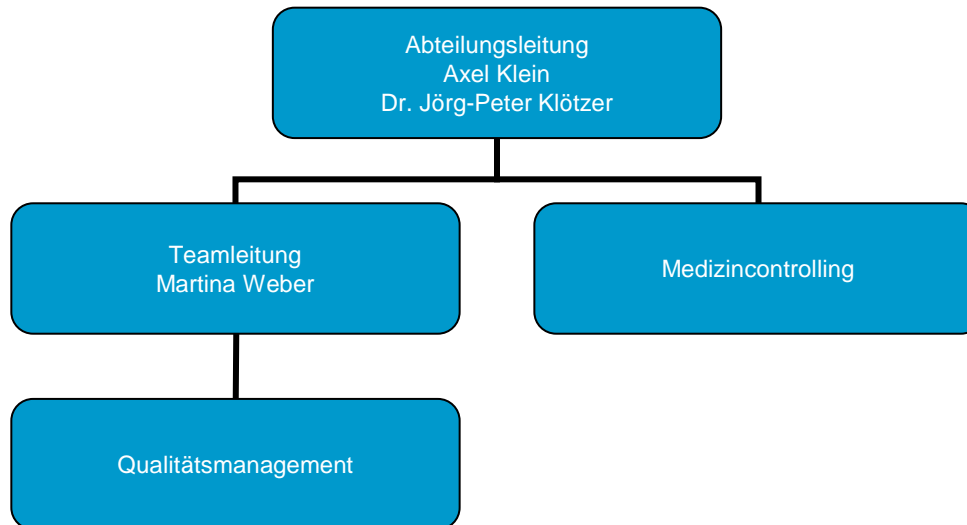 Abteilungsleitung
Axel Klein
Dr. Jörg-Peter Klötzer
Teamleitung
Martina Weber
Medizincontrolling
Qualitätsmanagement